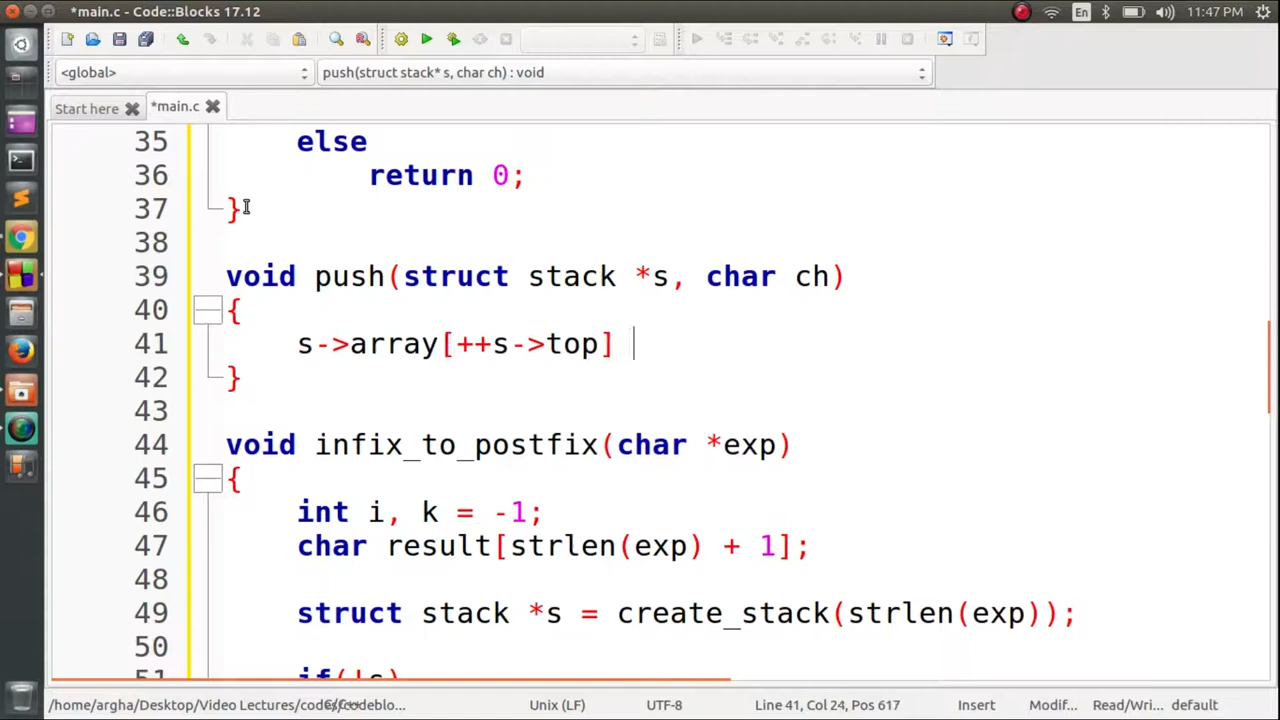 *main.c - Code::Blocks 17.12
En
11:47 PM
<global>
push(struct stack* s, char ch) : void
Start here
*main.c
35 else
36 return 0;
37 }
38
39 void push(struct stack *s, char ch)
40 {
41 s->array[++s->top]
42 }
43
44 void infix_to_postfix(char *exp)
45 {
46 int i, k = -1;
47 char result[strlen(exp) + 1];
48
49 struct stack *s = create_stack(strlen(exp));
50
51 if(!s)
/home/argha/Desktop/Video Lectures/codes/codeblo...
Unix (LF)
UTF-8
Line 41, Col 24, Pos 617
Insert
Modif...
Read/Wri...
default